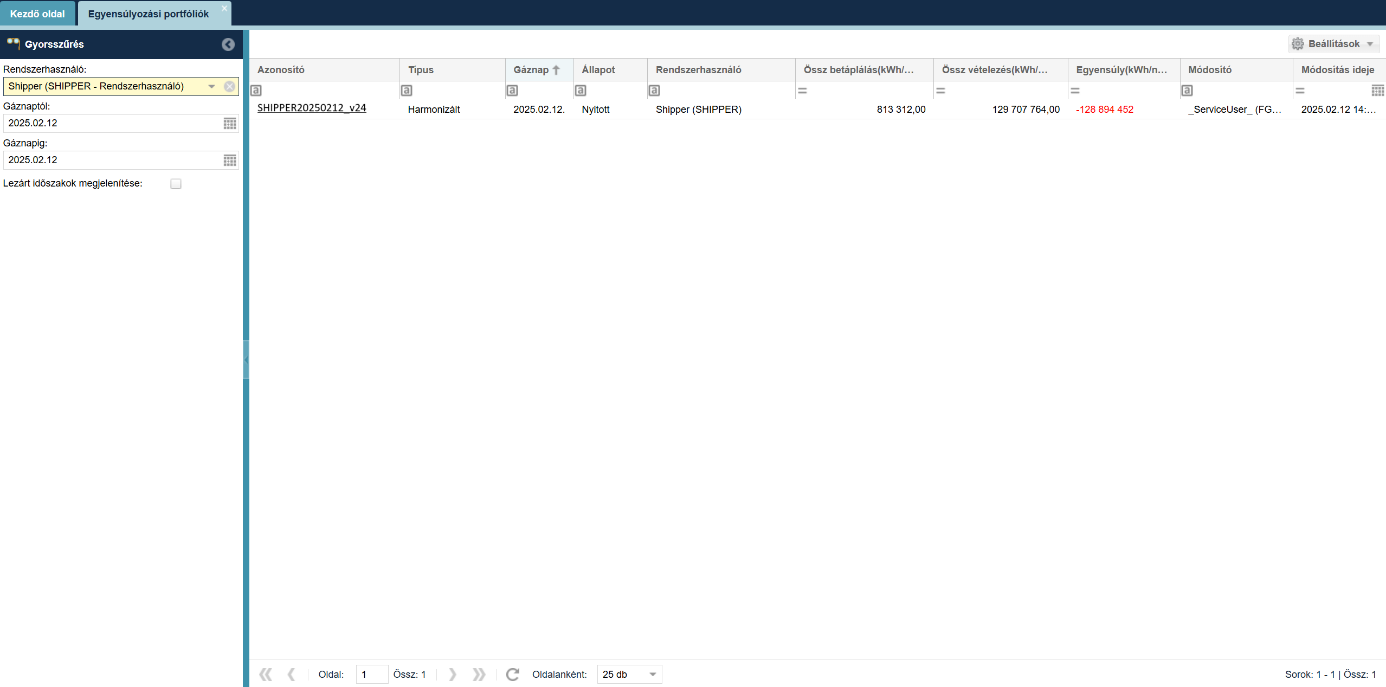 Kezdő oldal
Egyensúlyozási portfóliók
Gyorsszűrés
Beállítások
Rendszerhasználó:
Shipper (SHIPPER - Rendszerhasználó)
Gáznaptól:
2025.02.12
Gáznapig:
2025.02.12
Lezárt időszakok megjelenítése:
Azonosító Típus Gáznap Állapot Rendszerhasználó Össz betáplálás(kWh/… Össz vételezés(kWh/… Egyensúly(kWh/n… Módosító Módosítás ideje
SHIPPER20250212_v24 Harmonizált 2025.02.12. Nyitott Shipper (SHIPPER) 813 312,00 129 707 764,00 -128 894 452 _ServiceUser_ (FG… 2025.02.12 14:…
Oldal: 1 Össz: 1 Oldalanként: 25 db Sorok: 1 - 1 | Össz: 1